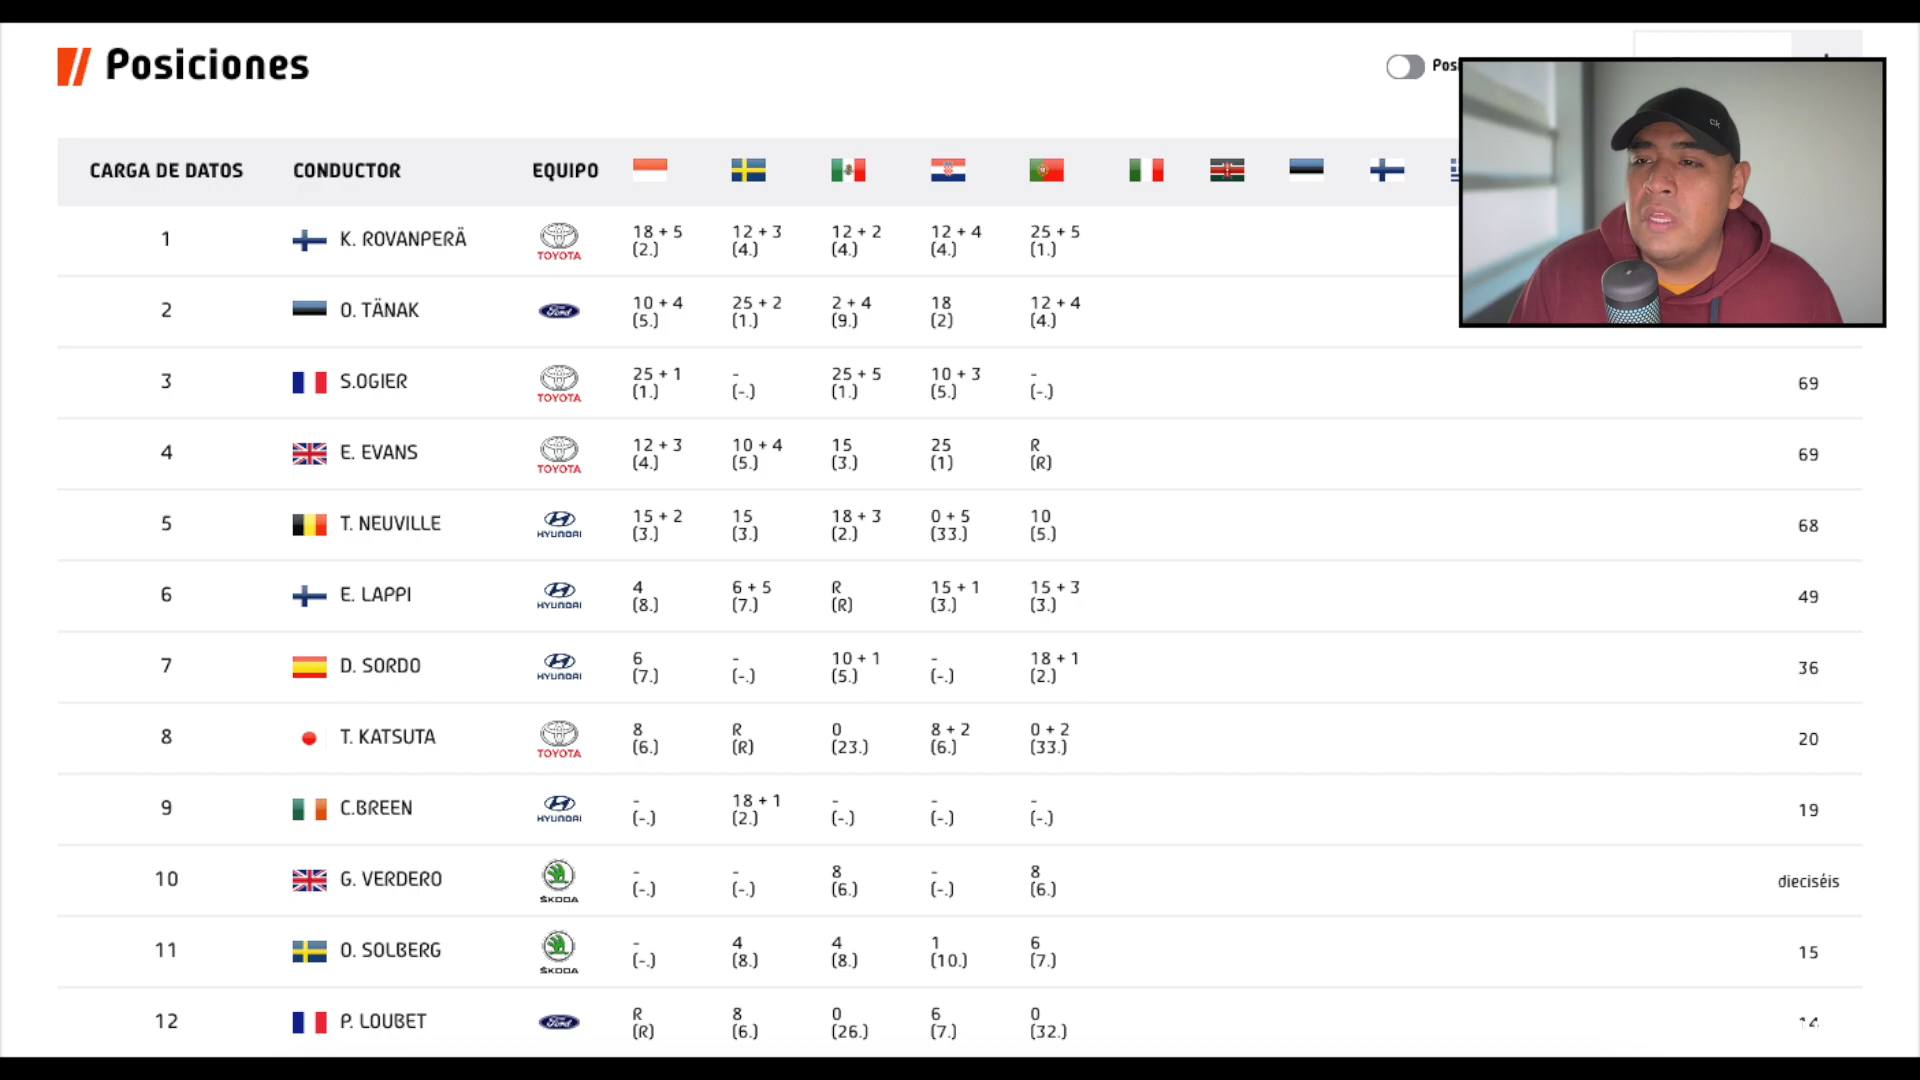 Posiciones
CARGA DE DATOS CONDUCTOR EQUIPO
1 K. ROVANPERÄ TOYOTA 18 + 5 12 + 3 12 + 2 12 + 4 25 + 5
(2.) (4.) (4.) (4.) (1.)
2 O. TÄNAK Ford 10 + 4 25 + 2 2 + 4 18 12 + 4
(5.) (1.) (9.) (2) (4.)
3 S.OGIER TOYOTA 25 + 1 - 25 + 5 10 + 3 - 69
(1.) (-.) (1.) (5.) (-.)
4 E. EVANS TOYOTA 12 + 3 10 + 4 15 25 R 69
(4.) (5.) (3.) (1) (R)
5 T. NEUVILLE HYUNDAI 15 + 2 15 18 + 3 0 + 5 10 68
(3.) (3.) (2.) (33.) (5.)
6 E. LAPPI HYUNDAI 4 6 + 5 R 15 + 1 15 + 3 49
(8.) (7.) (R) (3.) (3.)
7 D. SORDO HYUNDAI 6 - 10 + 1 - 18 + 1 36
(7.) (-.) (5.) (-.) (2.)
8 T. KATSUTA TOYOTA 8 R 0 8 + 2 0 + 2 20
(6.) (R) (23.) (6.) (33.)
9 C.BREEN HYUNDAI - 18 + 1 - - - 19
(-.) (2.) (-.) (-.) (-.)
10 G. VERDERO ŠKODA - - 8 - 8 dieciséis
(-.) (-.) (6.) (-.) (6.)
11 O. SOLBERG ŠKODA - 4 4 1 6 15
(-.) (8.) (8.) (10.) (7.)
12 P. LOUBET Ford R 8 0 6 0 14
(R) (6.) (26.) (7.) (32.)